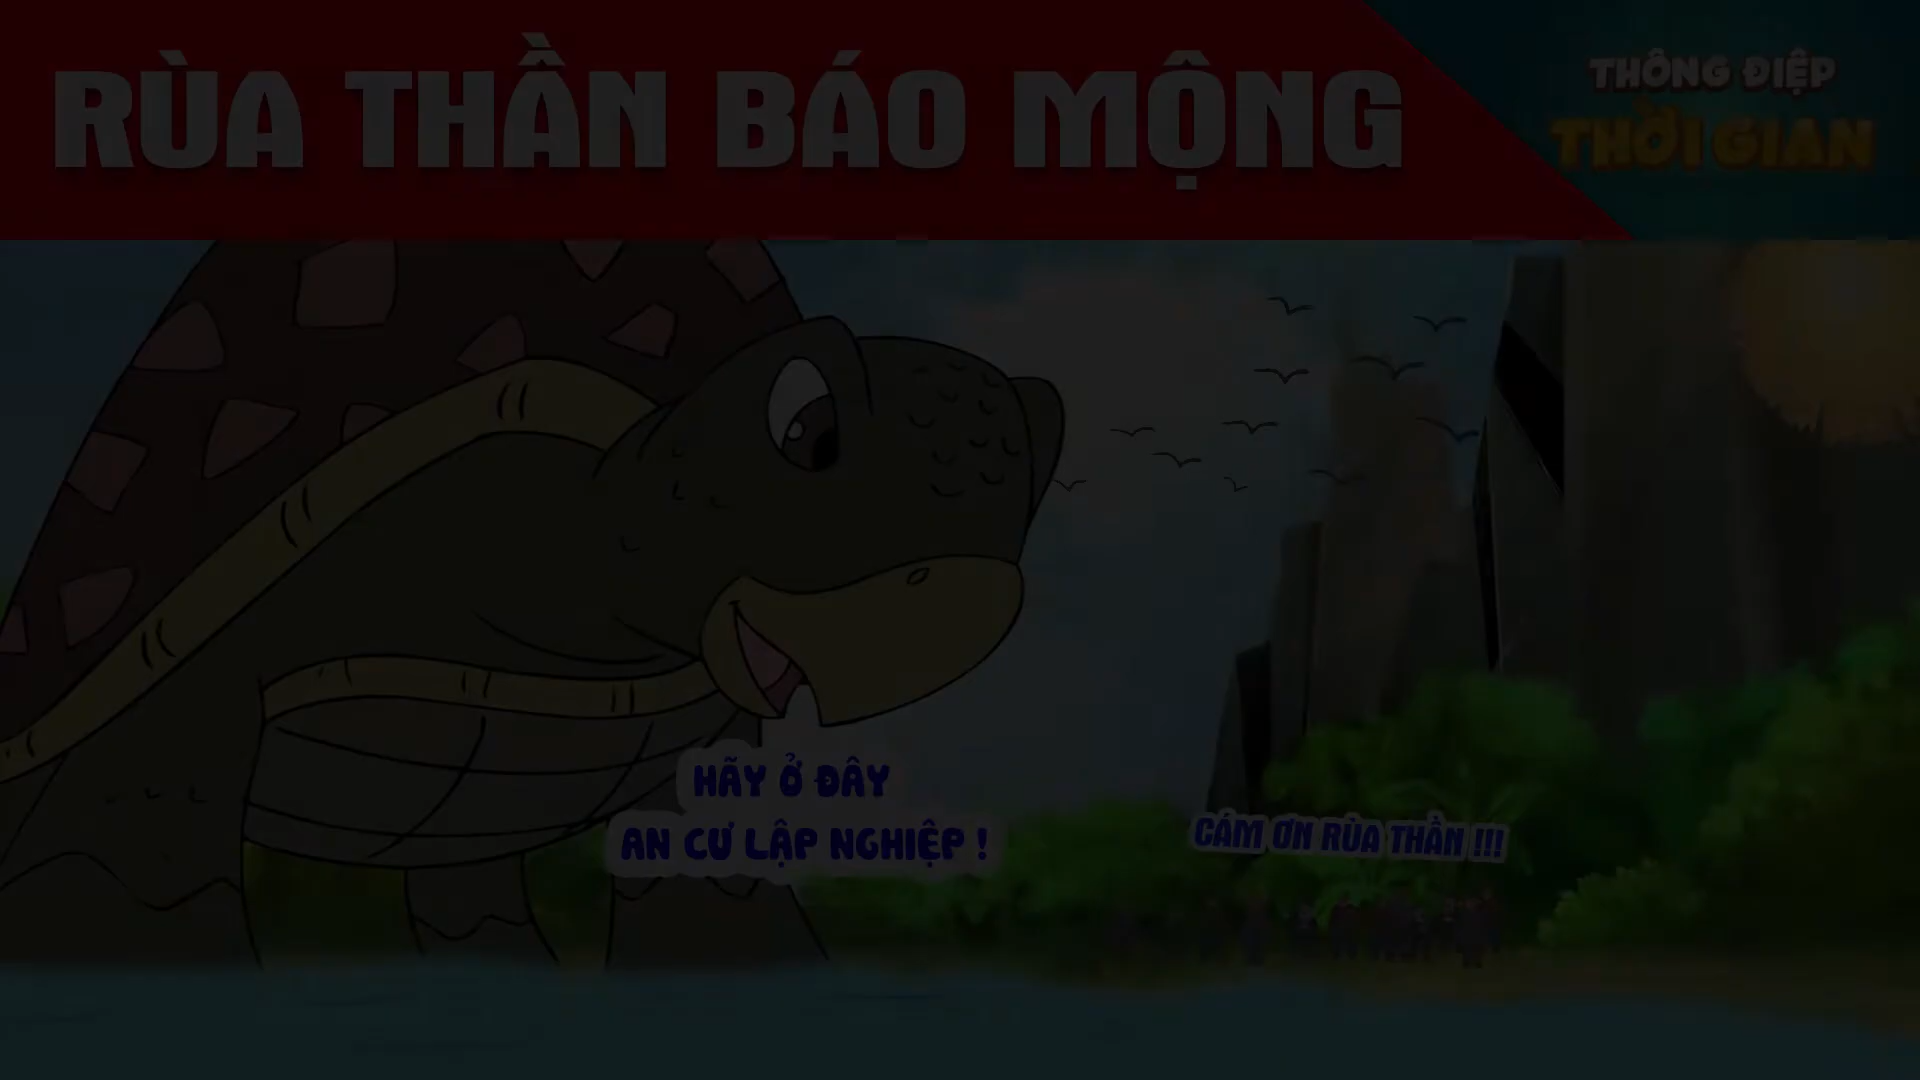 RÙA THẦN BÁO MỘNG
THÔNG ĐIỆP
THỜI GIAN
HÃY Ở ĐÂY
AN CƯ LẬP NGHIỆP !
CÁM ƠN RÙA THẦN !!!